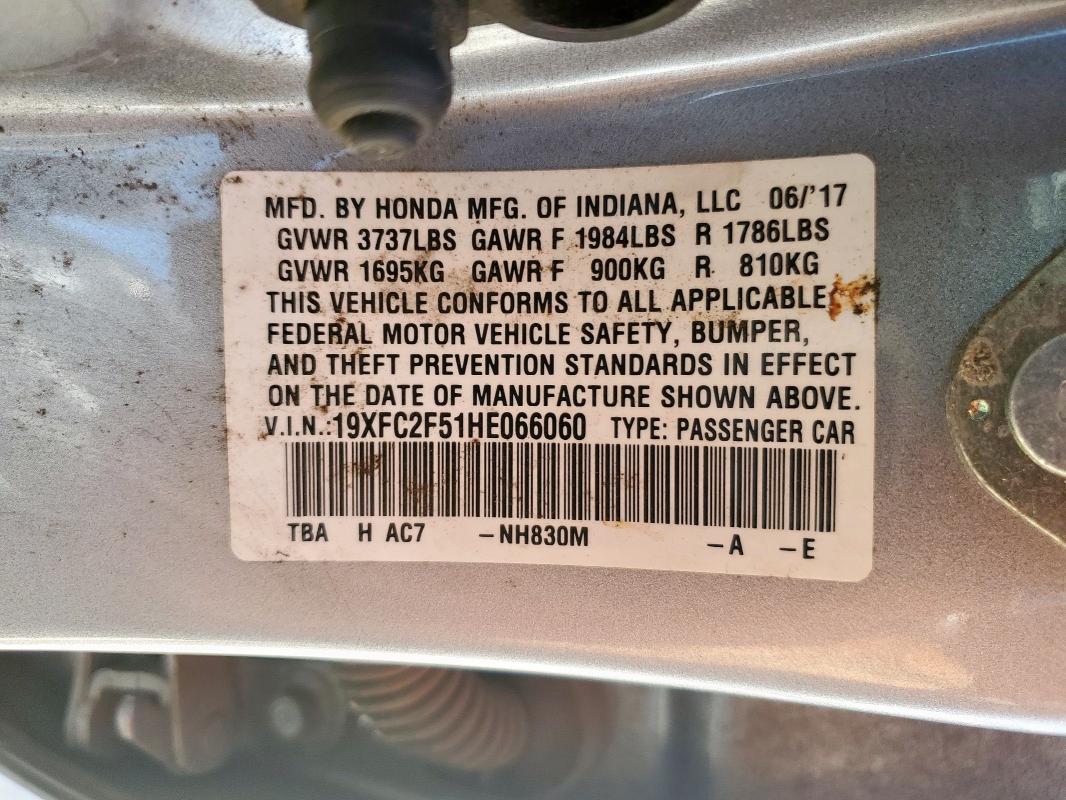 MFD. BY HONDA MFG. OF INDIANA, LLC 06/'17
GVWR 3737LBS GAWR F 1984LBS R 1786LBS
GVWR 1695KG GAWR F 900KG R 810KG
THIS VEHICLE CONFORMS TO ALL APPLICABLE
FEDERAL MOTOR VEHICLE SAFETY, BUMPER,
AND THEFT PREVENTION STANDARDS IN EFFECT
ON THE DATE OF MANUFACTURE SHOWN ABOVE.
V.I.N.:19XFC2F51HE066060 TYPE: PASSENGER CAR
TBA H AC7 –NH830M –A –E